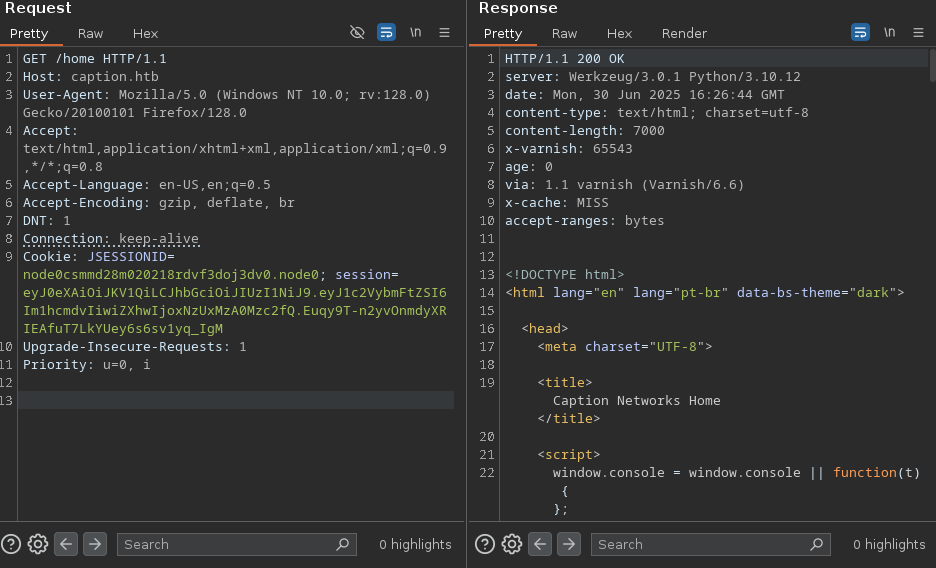 Request
Pretty Raw Hex \n
1 GET /home HTTP/1.1
2 Host: caption.htb
3 User-Agent: Mozilla/5.0 (Windows NT 10.0; rv:128.0)
Gecko/20100101 Firefox/128.0
4 Accept:
text/html,application/xhtml+xml,application/xml;q=0.9
,*/*;q=0.8
5 Accept-Language: en-US,en;q=0.5
6 Accept-Encoding: gzip, deflate, br
7 DNT: 1
8 Connection: keep-alive
9 Cookie: JSESSIONID=
node0csmmd28m020218rdvf3doj3dv0.node0; session=
eyJ0eXAiOiJKV1QiLCJhbGciOiJIUzI1NiJ9.eyJ1c2VybmFtZSI6
Im1hcmdvIiwiZXhwIjoxNzUxMzA0Mzc2fQ.Euqy9T-n2yvOnmdyXR
IEAfuT7LkYUey6s6sv1yq_IgM
10 Upgrade-Insecure-Requests: 1
11 Priority: u=0, i
12
13
Search 0 highlights
Response
Pretty Raw Hex Render \n
1 HTTP/1.1 200 OK
2 server: Werkzeug/3.0.1 Python/3.10.12
3 date: Mon, 30 Jun 2025 16:26:44 GMT
4 content-type: text/html; charset=utf-8
5 content-length: 7000
6 x-varnish: 65543
7 age: 0
8 via: 1.1 varnish (Varnish/6.6)
9 x-cache: MISS
10 accept-ranges: bytes
11
12
13 <!DOCTYPE html>
14 <html lang="en" lang="pt-br" data-bs-theme="dark">
15
16 <head>
17 <meta charset="UTF-8">
18
19 <title>
Caption Networks Home
</title>
20
21 <script>
22 window.console = window.console || function(t)
{
};
Search 0 highlights